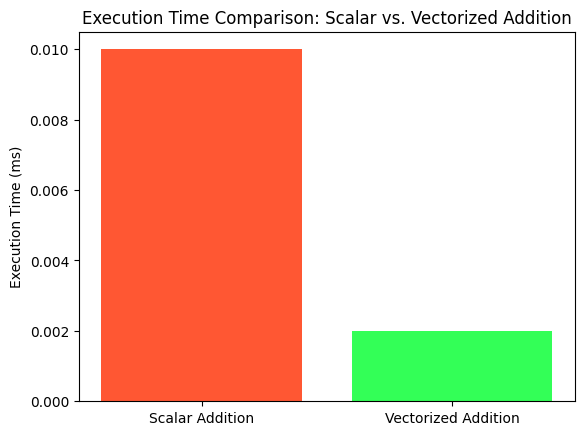 Execution Time Comparison: Scalar vs. Vectorized Addition
Execution Time (ms)
0.010
0.008
0.006
0.004
0.002
0.000
Scalar Addition
Vectorized Addition